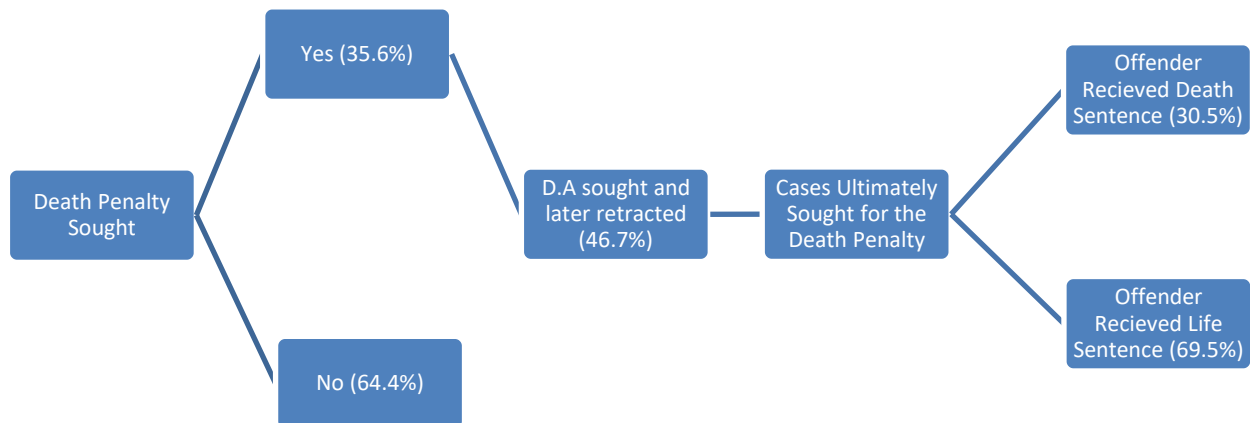 Death Penalty
Sought
Yes (35.6%)
No (64.4%)
D.A sought and
later retracted
(46.7%)
Cases Ultimately
Sought for the
Death Penalty
Offender
Recieved Death
Sentence (30.5%)
Offender
Recieved Life
Sentence (69.5%)